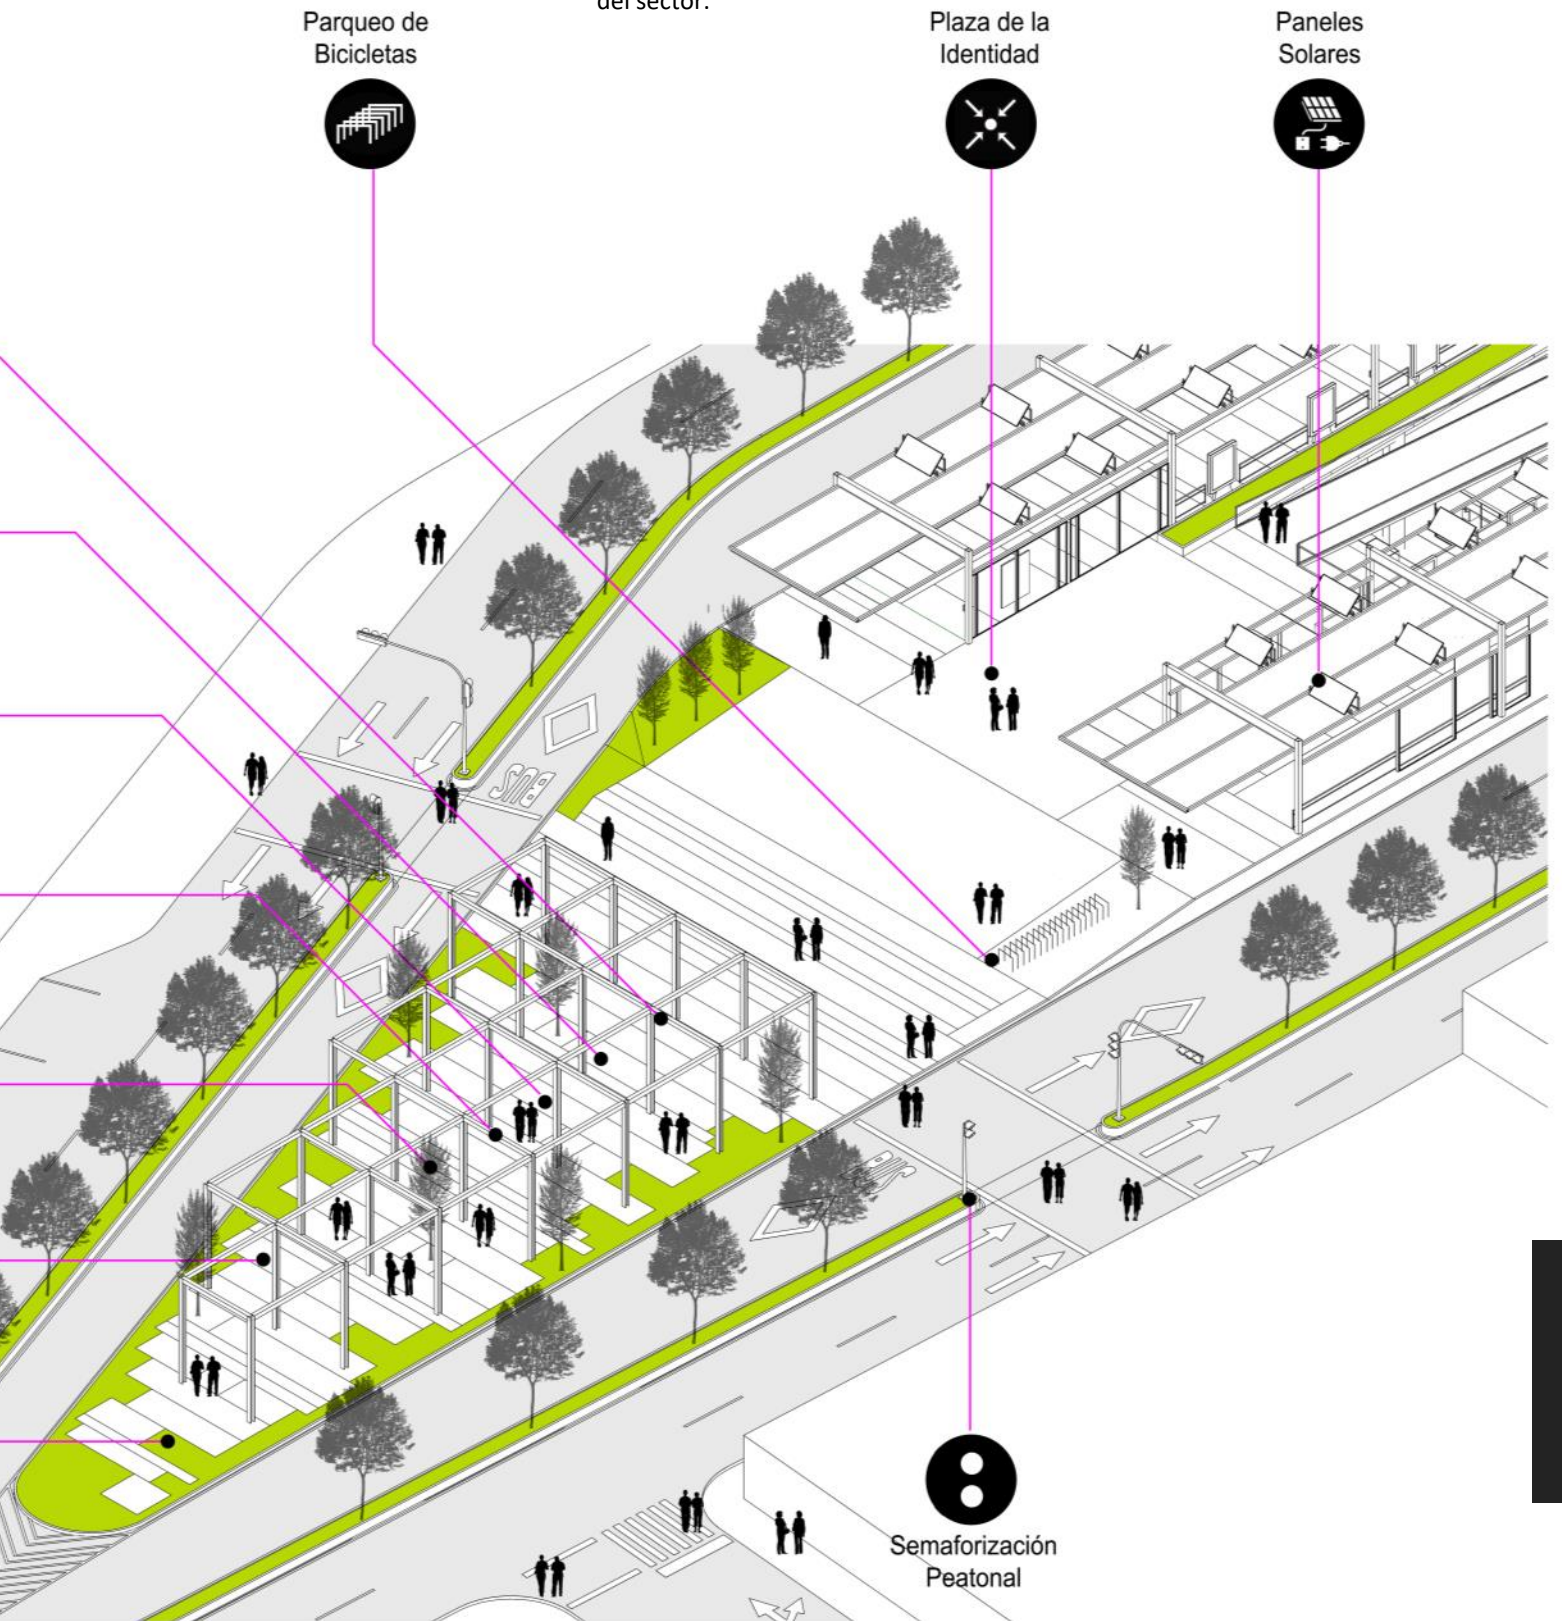 del sector.
Parqueo de
Bicicletas
Plaza de la
Identidad
Paneles
Solares
BUS
BUS
Semaforización
Peatonal